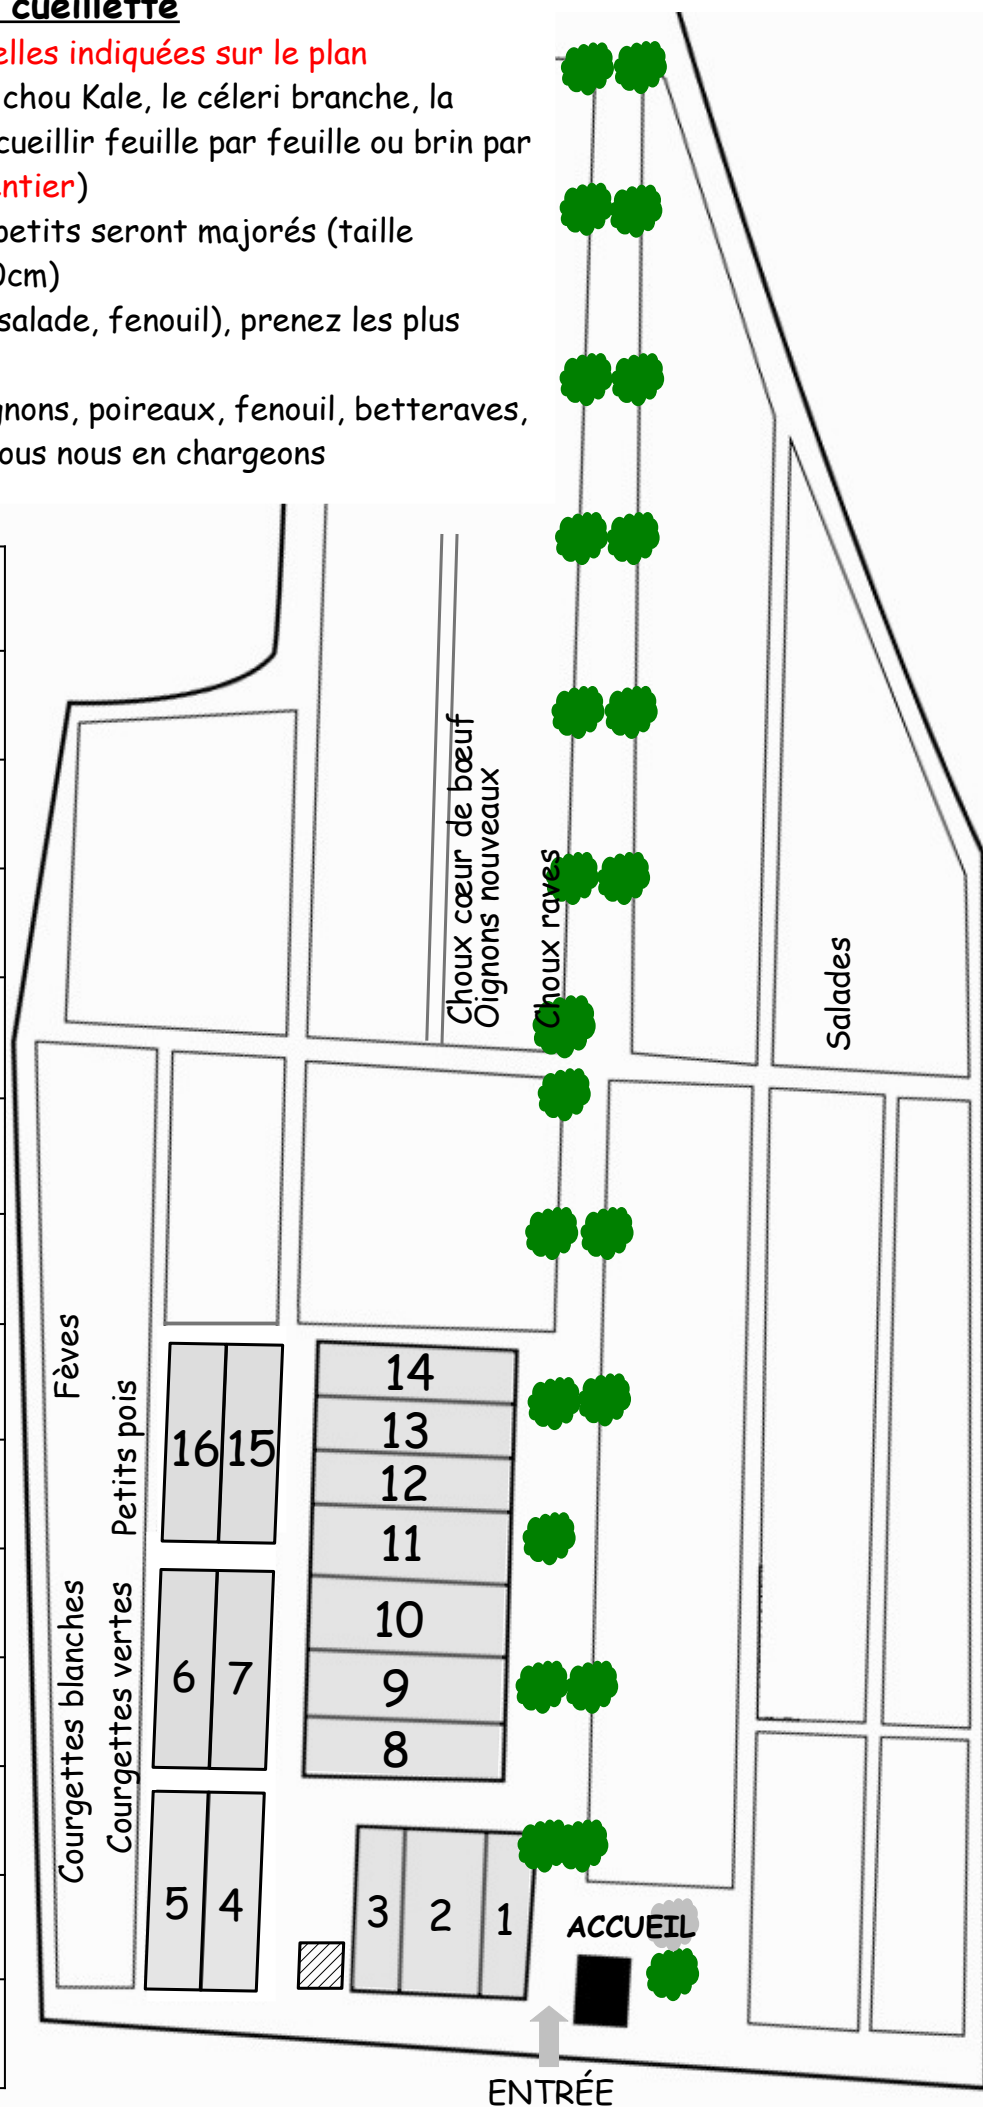 cueillette
elles indiquées sur le plan
chou Kale, le céleri branche, la
cueillir feuille par feuille ou brin par
entier)
petits seront majorés (taille
0cm)
salade, fenouil), prenez les plus
gnons, poireaux, fenouil, betteraves,
ous nous en chargeons
Choux cœur de bœuf
Oignons nouveaux
Choux raves
Salades
Fèves
Petits pois
Courgettes blanches
Courgettes vertes
16 15
14
13
12
11
10
9
8
6 7
5 4
3 2 1
ACCUEIL
ENTRÉE